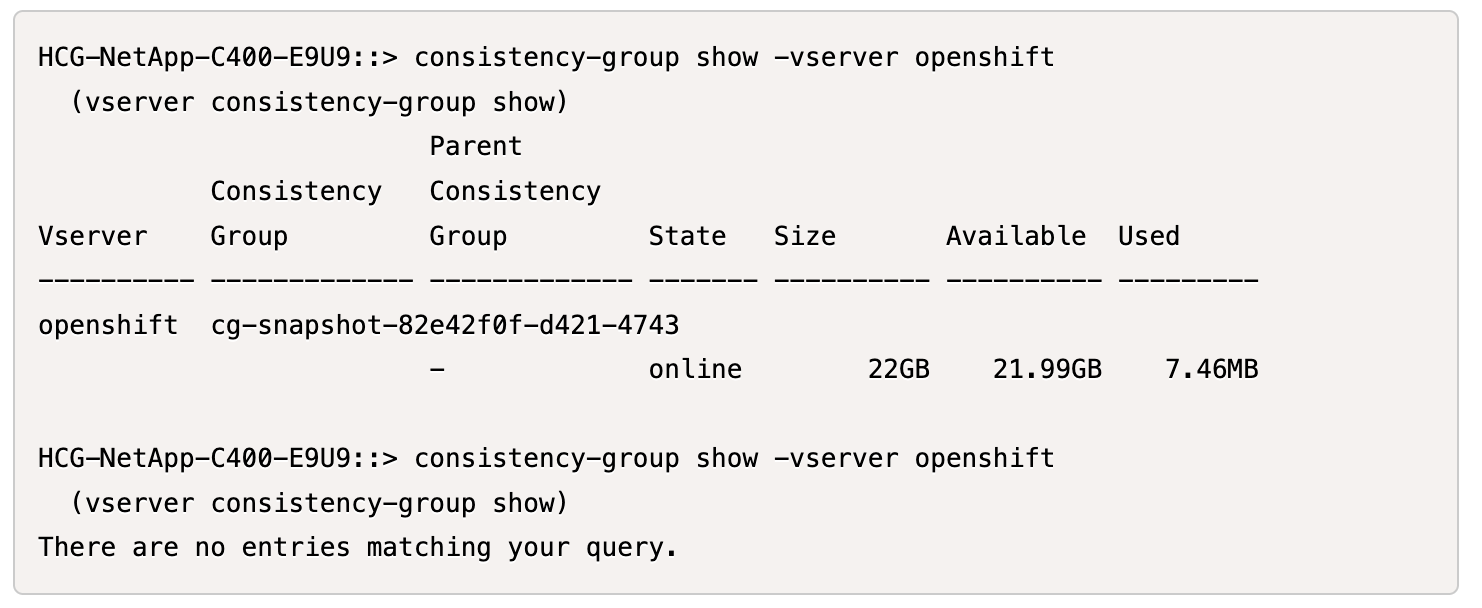 HCG-NetApp-C400-E9U9::> consistency-group show -vserver openshift
(vserver consistency-group show)
Parent
Consistency Consistency
Vserver Group Group State Size Available Used
---------- ------------- ------------- ------- ---------- ---------- ---------
openshift cg-snapshot-82e42f0f-d421-4743
- online 22GB 21.99GB 7.46MB
HCG-NetApp-C400-E9U9::> consistency-group show -vserver openshift
(vserver consistency-group show)
There are no entries matching your query.